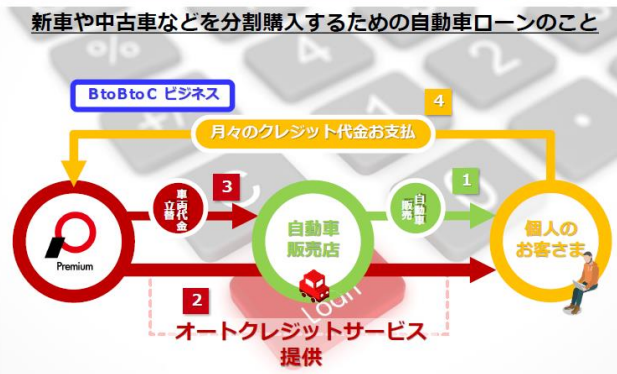 新車や中古車などを分割購入するための自動車ローンのこと
BtoBtoC ビジネス
4
月々のクレジット代金お支払
3
1
車両代金
立替
自動車
販売
Premium
自動車
販売店
個人の
お客さま
2
Loan
オートクレジットサービス
提供